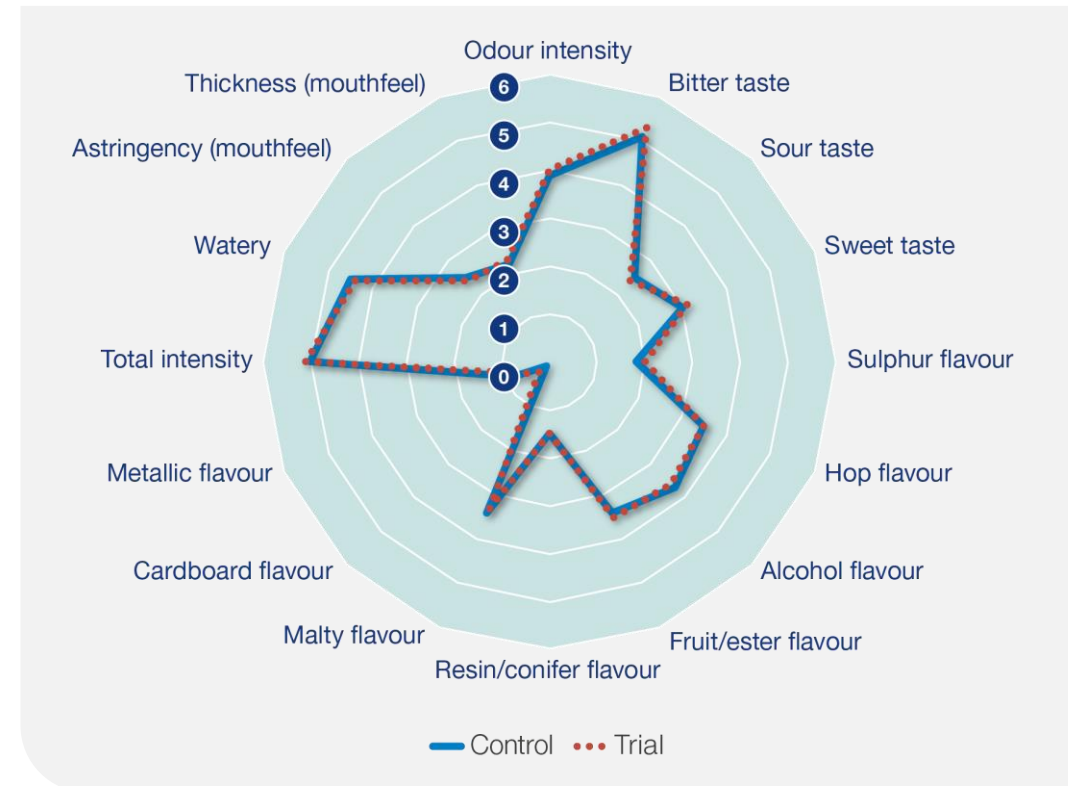 Odour intensity
Thickness (mouthfeel)
Bitter taste
Astringency (mouthfeel)
Sour taste
Watery
Sweet taste
Total intensity
Sulphur flavour
Metallic flavour
Hop flavour
Cardboard flavour
Alcohol flavour
Malty flavour
Fruit/ester flavour
Resin/conifer flavour
6
5
4
3
2
1
0
Control
Trial